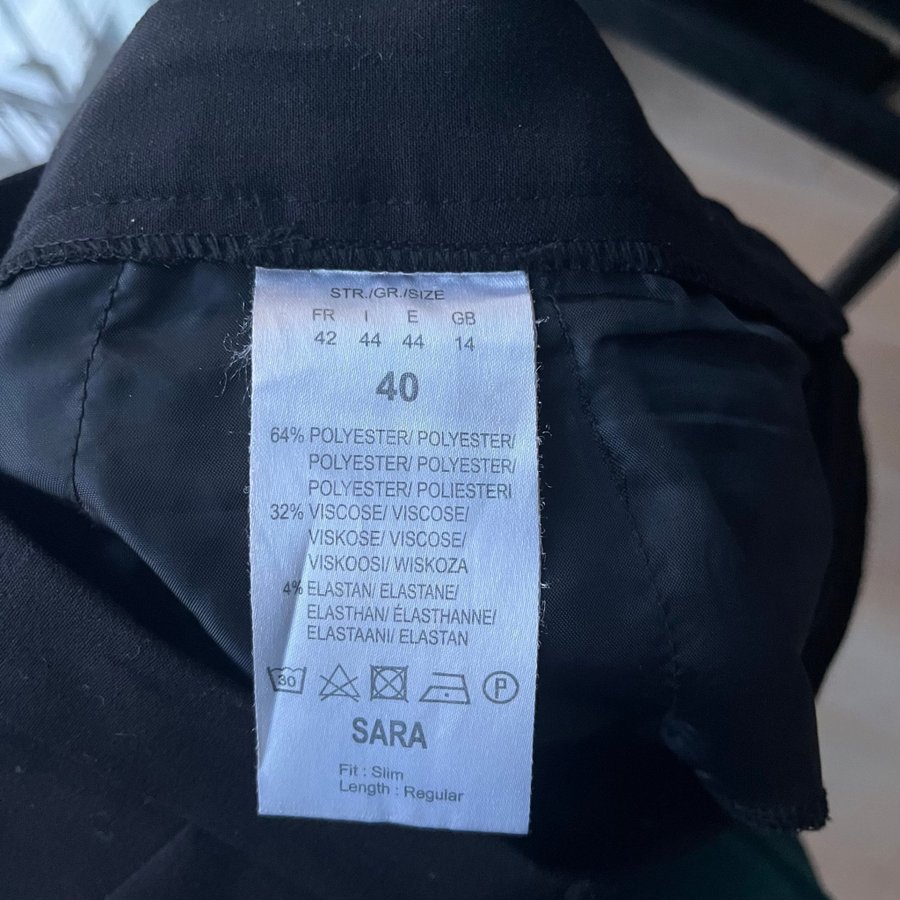 STR./GR./SIZE
FR I E GB
42 44 44 14
40
64% POLYESTER/ POLYESTER/
POLYESTER/ POLYESTER/
POLYESTER/ POLIESTERI
32% VISCOSE/ VISCOSE/
VISKOSE/ VISCOSE/
VISKOOSI/ WISKOZA
4% ELASTAN/ ELASTANE/
ELASTHAN/ ÉLASTHANNE/
ELASTAANI/ ELASTAN
30 P
SARA
Fit : Slim
Length : Regular